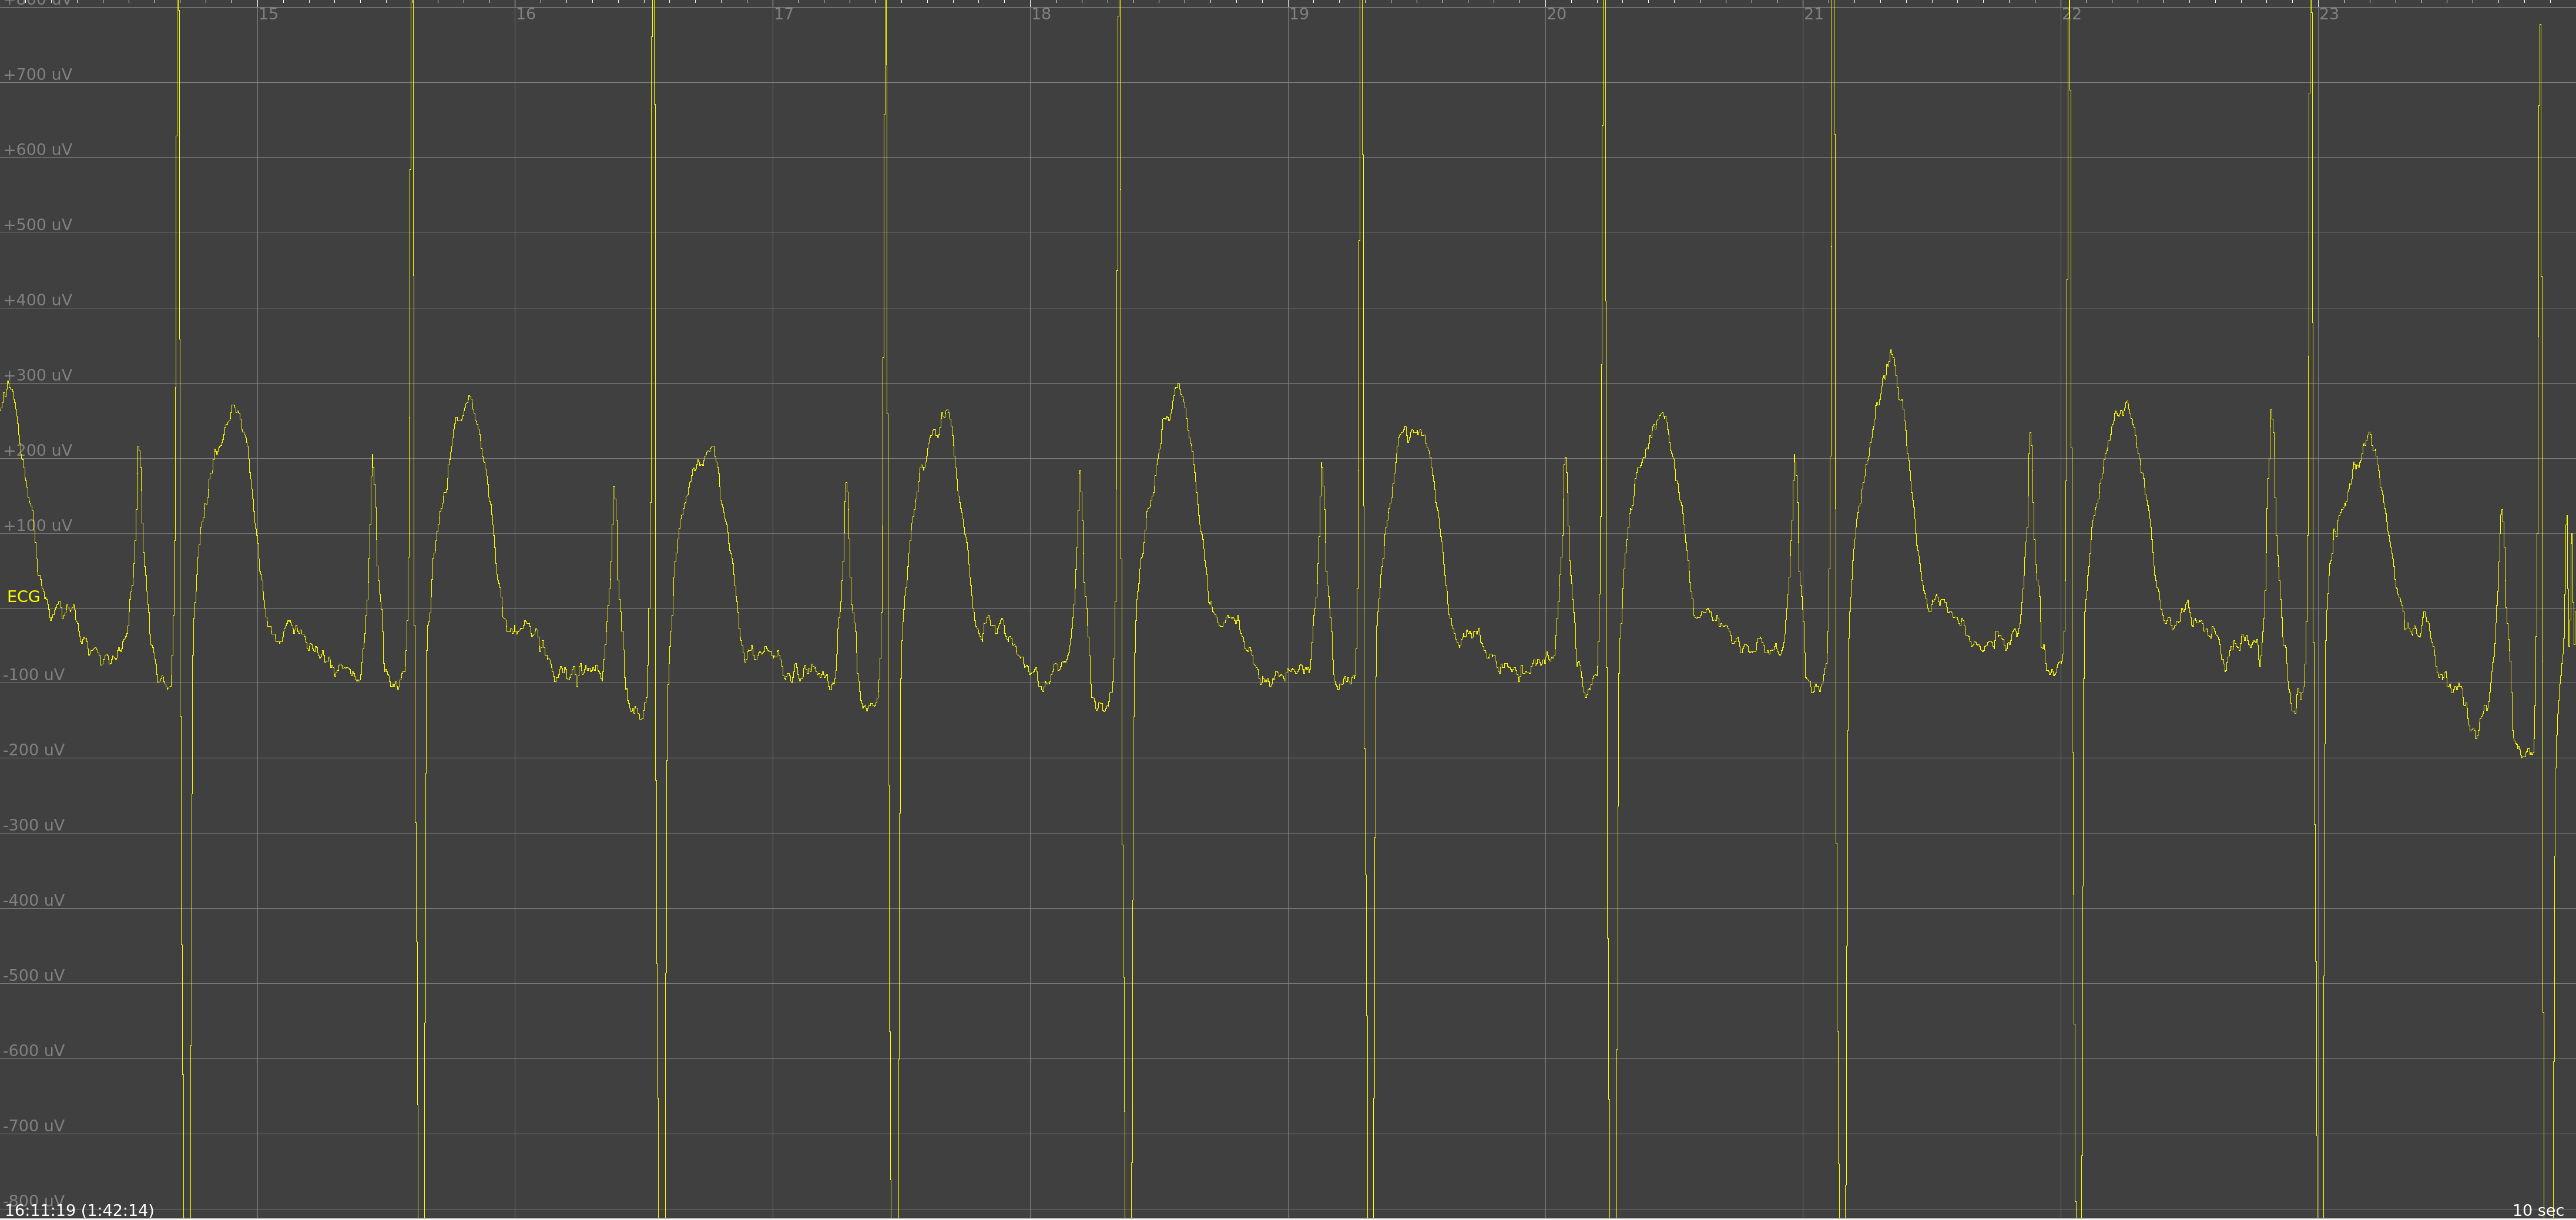 15 16 17 18 19 20 21 22 23
+800 uV
+700 uV
+600 uV
+500 uV
+400 uV
+300 uV
+200 uV
+100 uV
ECG
-100 uV
-200 uV
-300 uV
-400 uV
-500 uV
-600 uV
-700 uV
-800 uV
16:11:19 (1:42:14) 10 sec